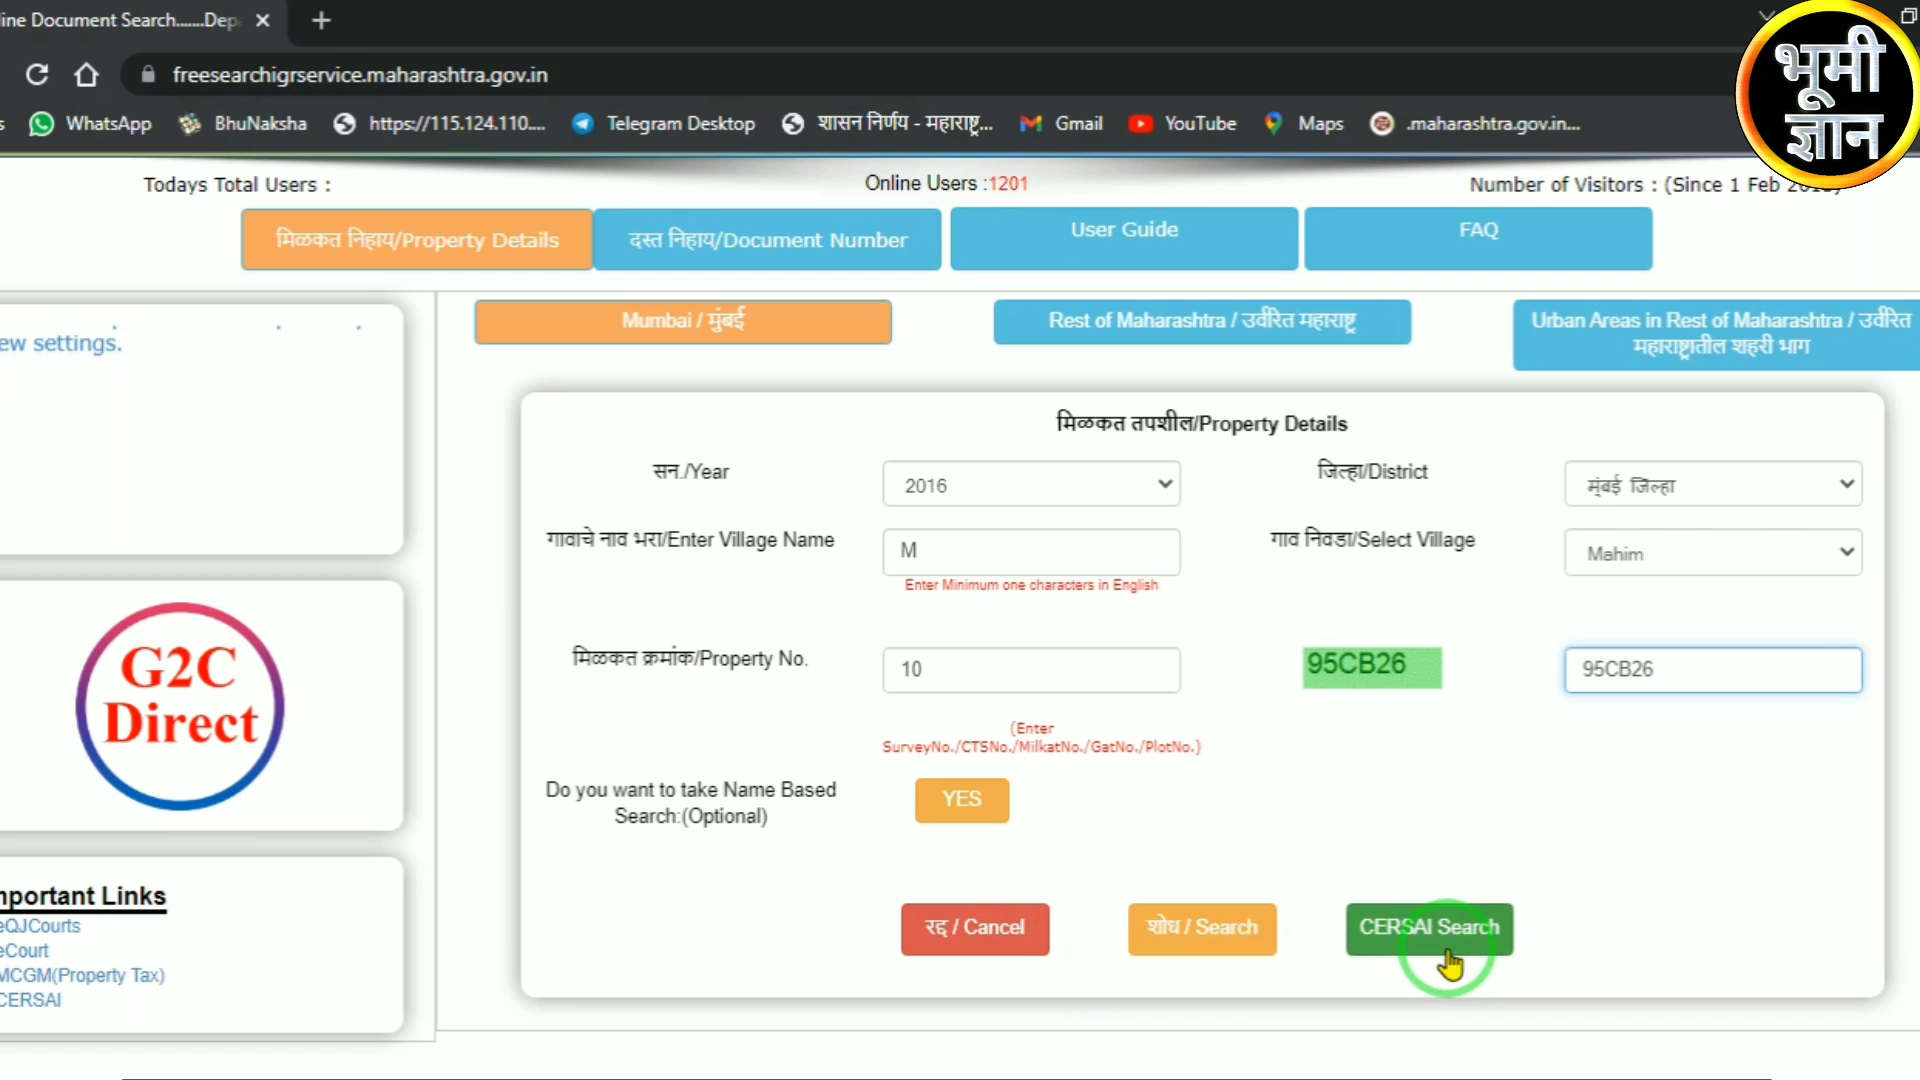 ine Document Search.......Dep
freesearchigrservice.maharashtra.gov.in
s WhatsApp BhuNaksha https://115.124.110.... Telegram Desktop शासन निर्णय - महाराष्ट्र... Gmail YouTube Maps .maharashtra.gov.in...
भूमी
ज्ञान
Todays Total Users : Online Users :1201 Number of Visitors : (Since 1 Feb
मिळकत निहाय/Property Details दस्त निहाय/Document Number User Guide FAQ
ew settings.
Mumbai / मुंबई Rest of Maharashtra / उर्वरित महाराष्ट्र Urban Areas in Rest of Maharashtra / उर्वरित
महाराष्ट्रातील शहरी भाग
मिळकत तपशील/Property Details
सन./Year 2016 जिल्हा/District मुंबई जिल्हा
गावाचे नाव भरा/Enter Village Name M गाव निवडा/Select Village Mahim
Enter Minimum one characters in English
मिळकत क्रमांक/Property No. 10 95CB26 95CB26
(Enter
SurveyNo./CTSNo./MilkatNo./GatNo./PlotNo.)
Do you want to take Name Based
Search:(Optional) YES
रद्द / Cancel शोध / Search CERSAI Search
G2C
Direct
mportant Links
eQJCourts
eCourt
MCGM(Property Tax)
CERSAI